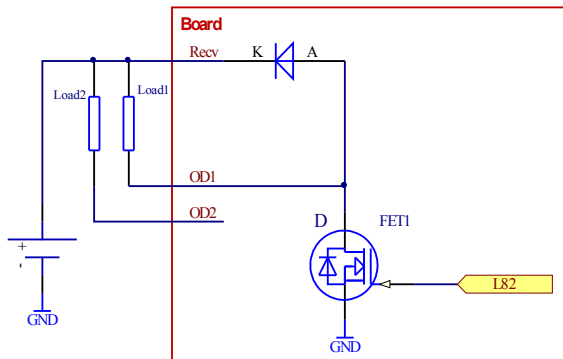 Board
Recv
K
A
Load2
Load1
OD1
OD2
D
FET1
+
-
L82
GND
GND